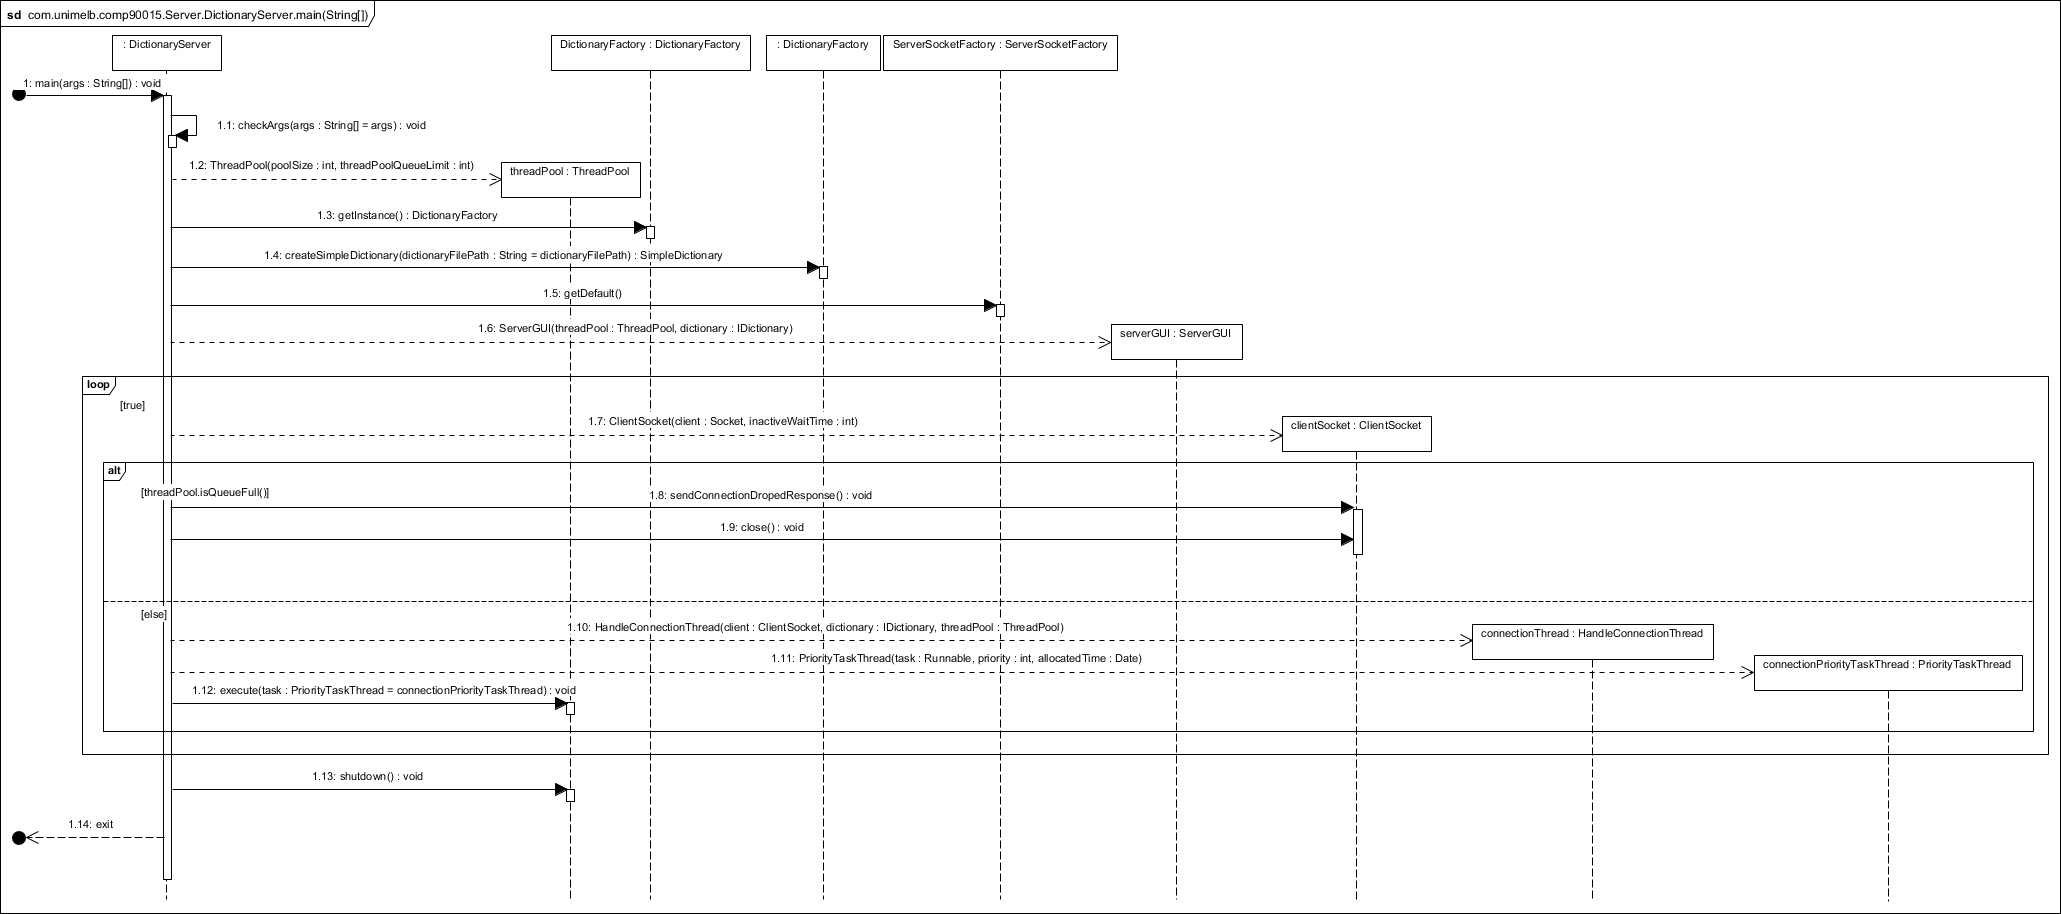 sd com.unimelb.comp90015.Server.DictionaryServer.main(String[])
: DictionaryServer
DictionaryFactory : DictionaryFactory
: DictionaryFactory
ServerSocketFactory : ServerSocketFactory
1: main(args : String[]) : void
1.1: checkArgs(args : String[] = args) : void
1.2: ThreadPool(poolSize : int, threadPoolQueueLimit : int)
threadPool : ThreadPool
1.3: getInstance() : DictionaryFactory
1.4: createSimpleDictionary(dictionaryFilePath : String = dictionaryFilePath) : SimpleDictionary
1.5: getDefault()
1.6: ServerGUI(threadPool : ThreadPool, dictionary : IDictionary)
serverGUI : ServerGUI
loop
[true]
1.7: ClientSocket(client : Socket, inactiveWaitTime : int)
clientSocket : ClientSocket
alt
[threadPool.isQueueFull()]
1.8: sendConnectionDropedResponse() : void
1.9: close() : void
[else]
1.10: HandleConnectionThread(client : ClientSocket, dictionary : IDictionary, threadPool : ThreadPool)
connectionThread : HandleConnectionThread
1.11: PriorityTaskThread(task : Runnable, priority : int, allocatedTime : Date)
connectionPriorityTaskThread : PriorityTaskThread
1.12: execute(task : PriorityTaskThread = connectionPriorityTaskThread) : void
1.13: shutdown() : void
1.14: exit